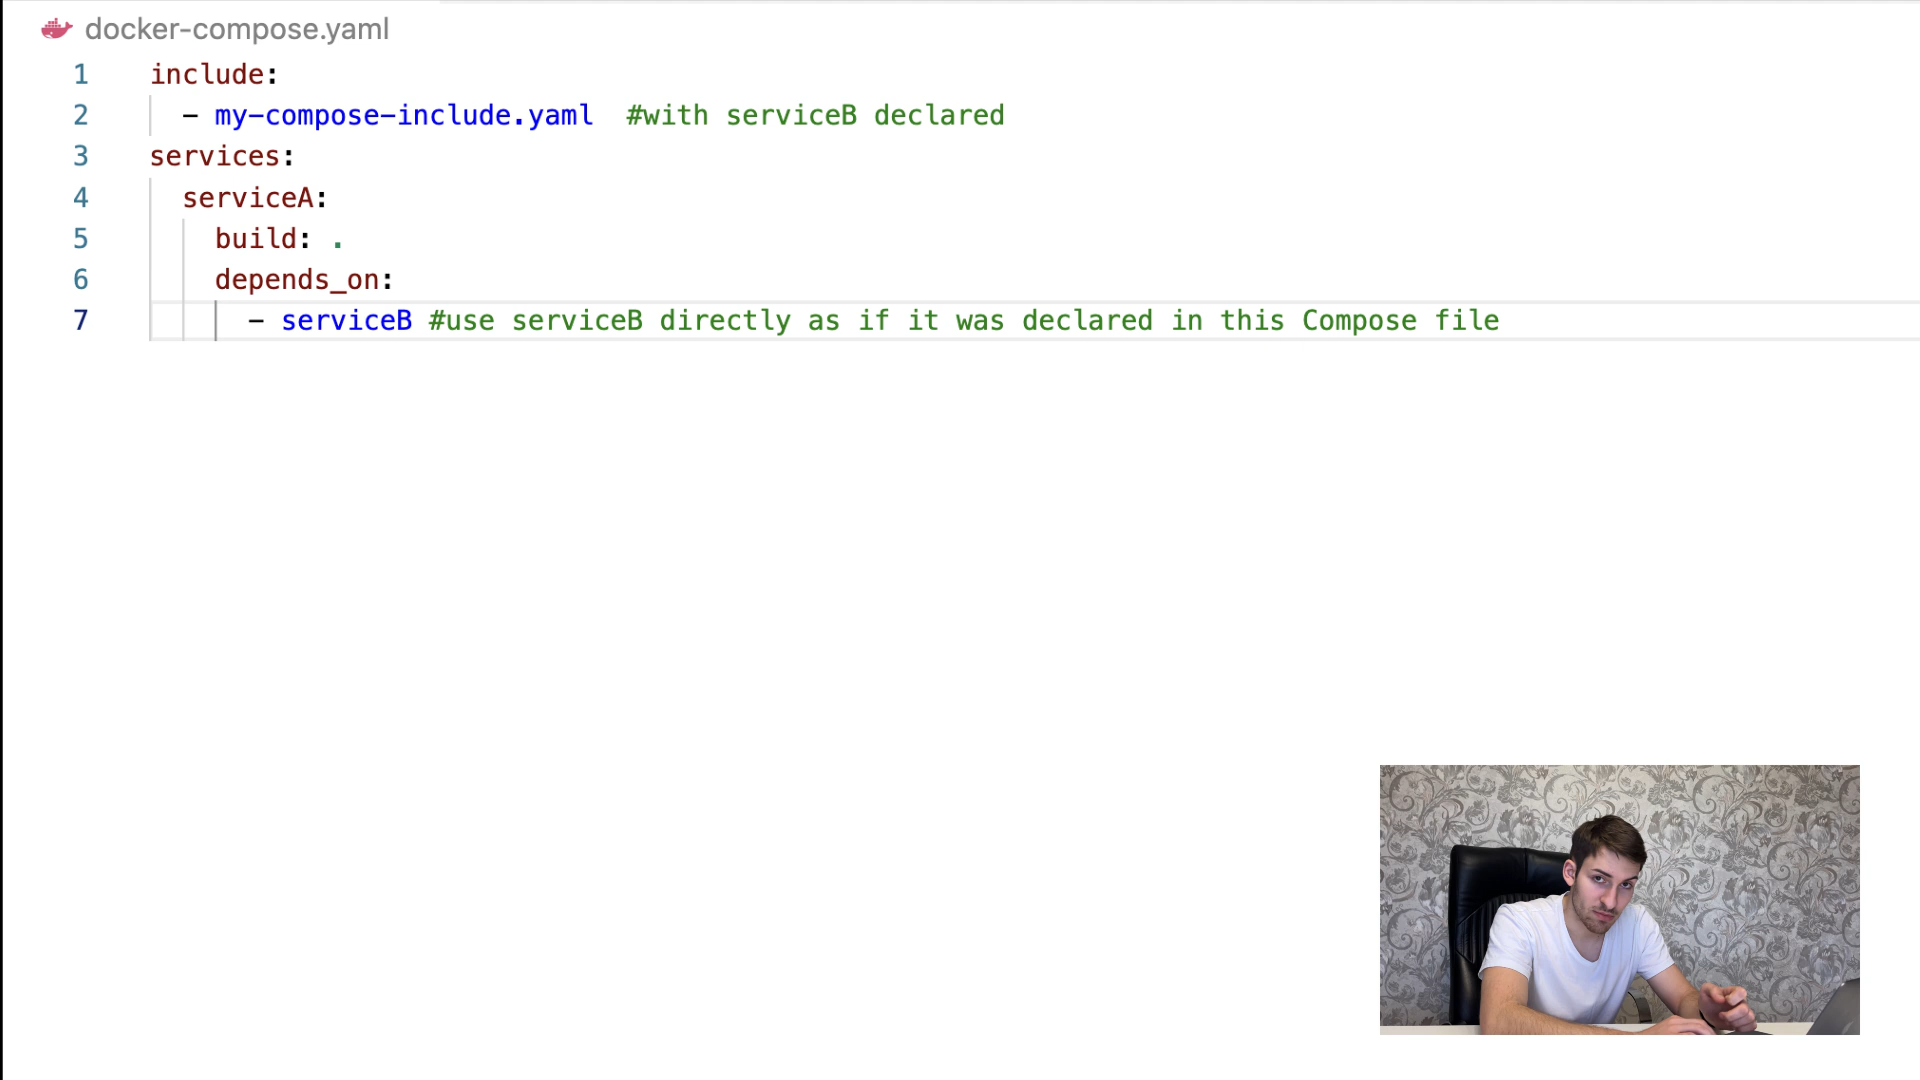 docker-compose.yaml
1 include:
2 - my-compose-include.yaml #with serviceB declared
3 services:
4 serviceA:
5 build: .
6 depends_on:
7 - serviceB #use serviceB directly as if it was declared in this Compose file